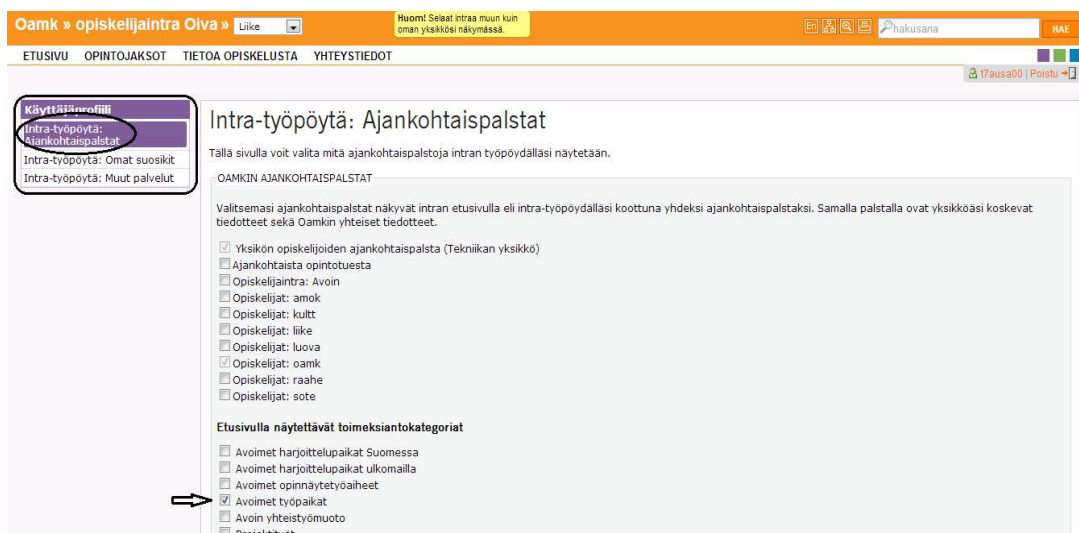 Oamk » opiskelijaintra Oiva » Liike
Huom! Selaat intraa muun kuin
oman yksikkösi näkymässä.
En
hakusana
HAE
ETUSIVU OPINTOJAKSOT TIETOA OPISKELUSTA YHTEYSTIEDOT
t7ausa00 | Poistu
Käyttäjäprofiili
Intra-työpöytä:
Ajankohtaispalstat
Intra-työpöytä: Omat suosikit
Intra-työpöytä: Muut palvelut
Intra-työpöytä: Ajankohtaispalstat
Tällä sivulla voit valita mitä ajankohtaispalstoja intran työpöydälläsi näytetään.
OAMKIN AJANKOHTAISPALSTAT
Valitsemasi ajankohtaispalstat näkyvät intran etusivulla eli intra-työpöydälläsi koottuna yhdeksi ajankohtaispalstaksi. Samalla palstalla ovat yksikköäsi koskevat
tiedotteet sekä Oamkin yhteiset tiedotteet.
Yksikön opiskelijoiden ajankohtaispalsta (Tekniikan yksikkö)
Ajankohtaista opintotuesta
Opiskelijaintra: Avoin
Opiskelijat: amok
Opiskelijat: kultt
Opiskelijat: liike
Opiskelijat: luova
Opiskelijat: oamk
Opiskelijat: raahe
Opiskelijat: sote
Etusivulla näytettävät toimeksiantokategoriat
Avoimet harjoittelupaikat Suomessa
Avoimet harjoittelupaikat ulkomailla
Avoimet opinnäytetyöaiheet
Avoimet työpaikat
Avoin yhteistyömuoto